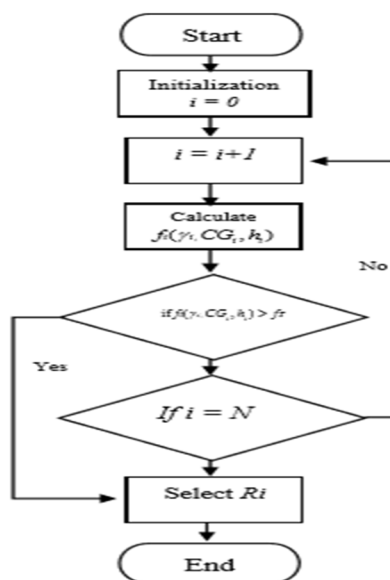 Start
Initialization
i = 0
i = i+1
Calculate
fᵢ(γᵢ, CGᵢ, hᵢ)
No
if fᵢ(γᵢ, CGᵢ, hᵢ) > fT
Yes
If i = N
Select Ri
End